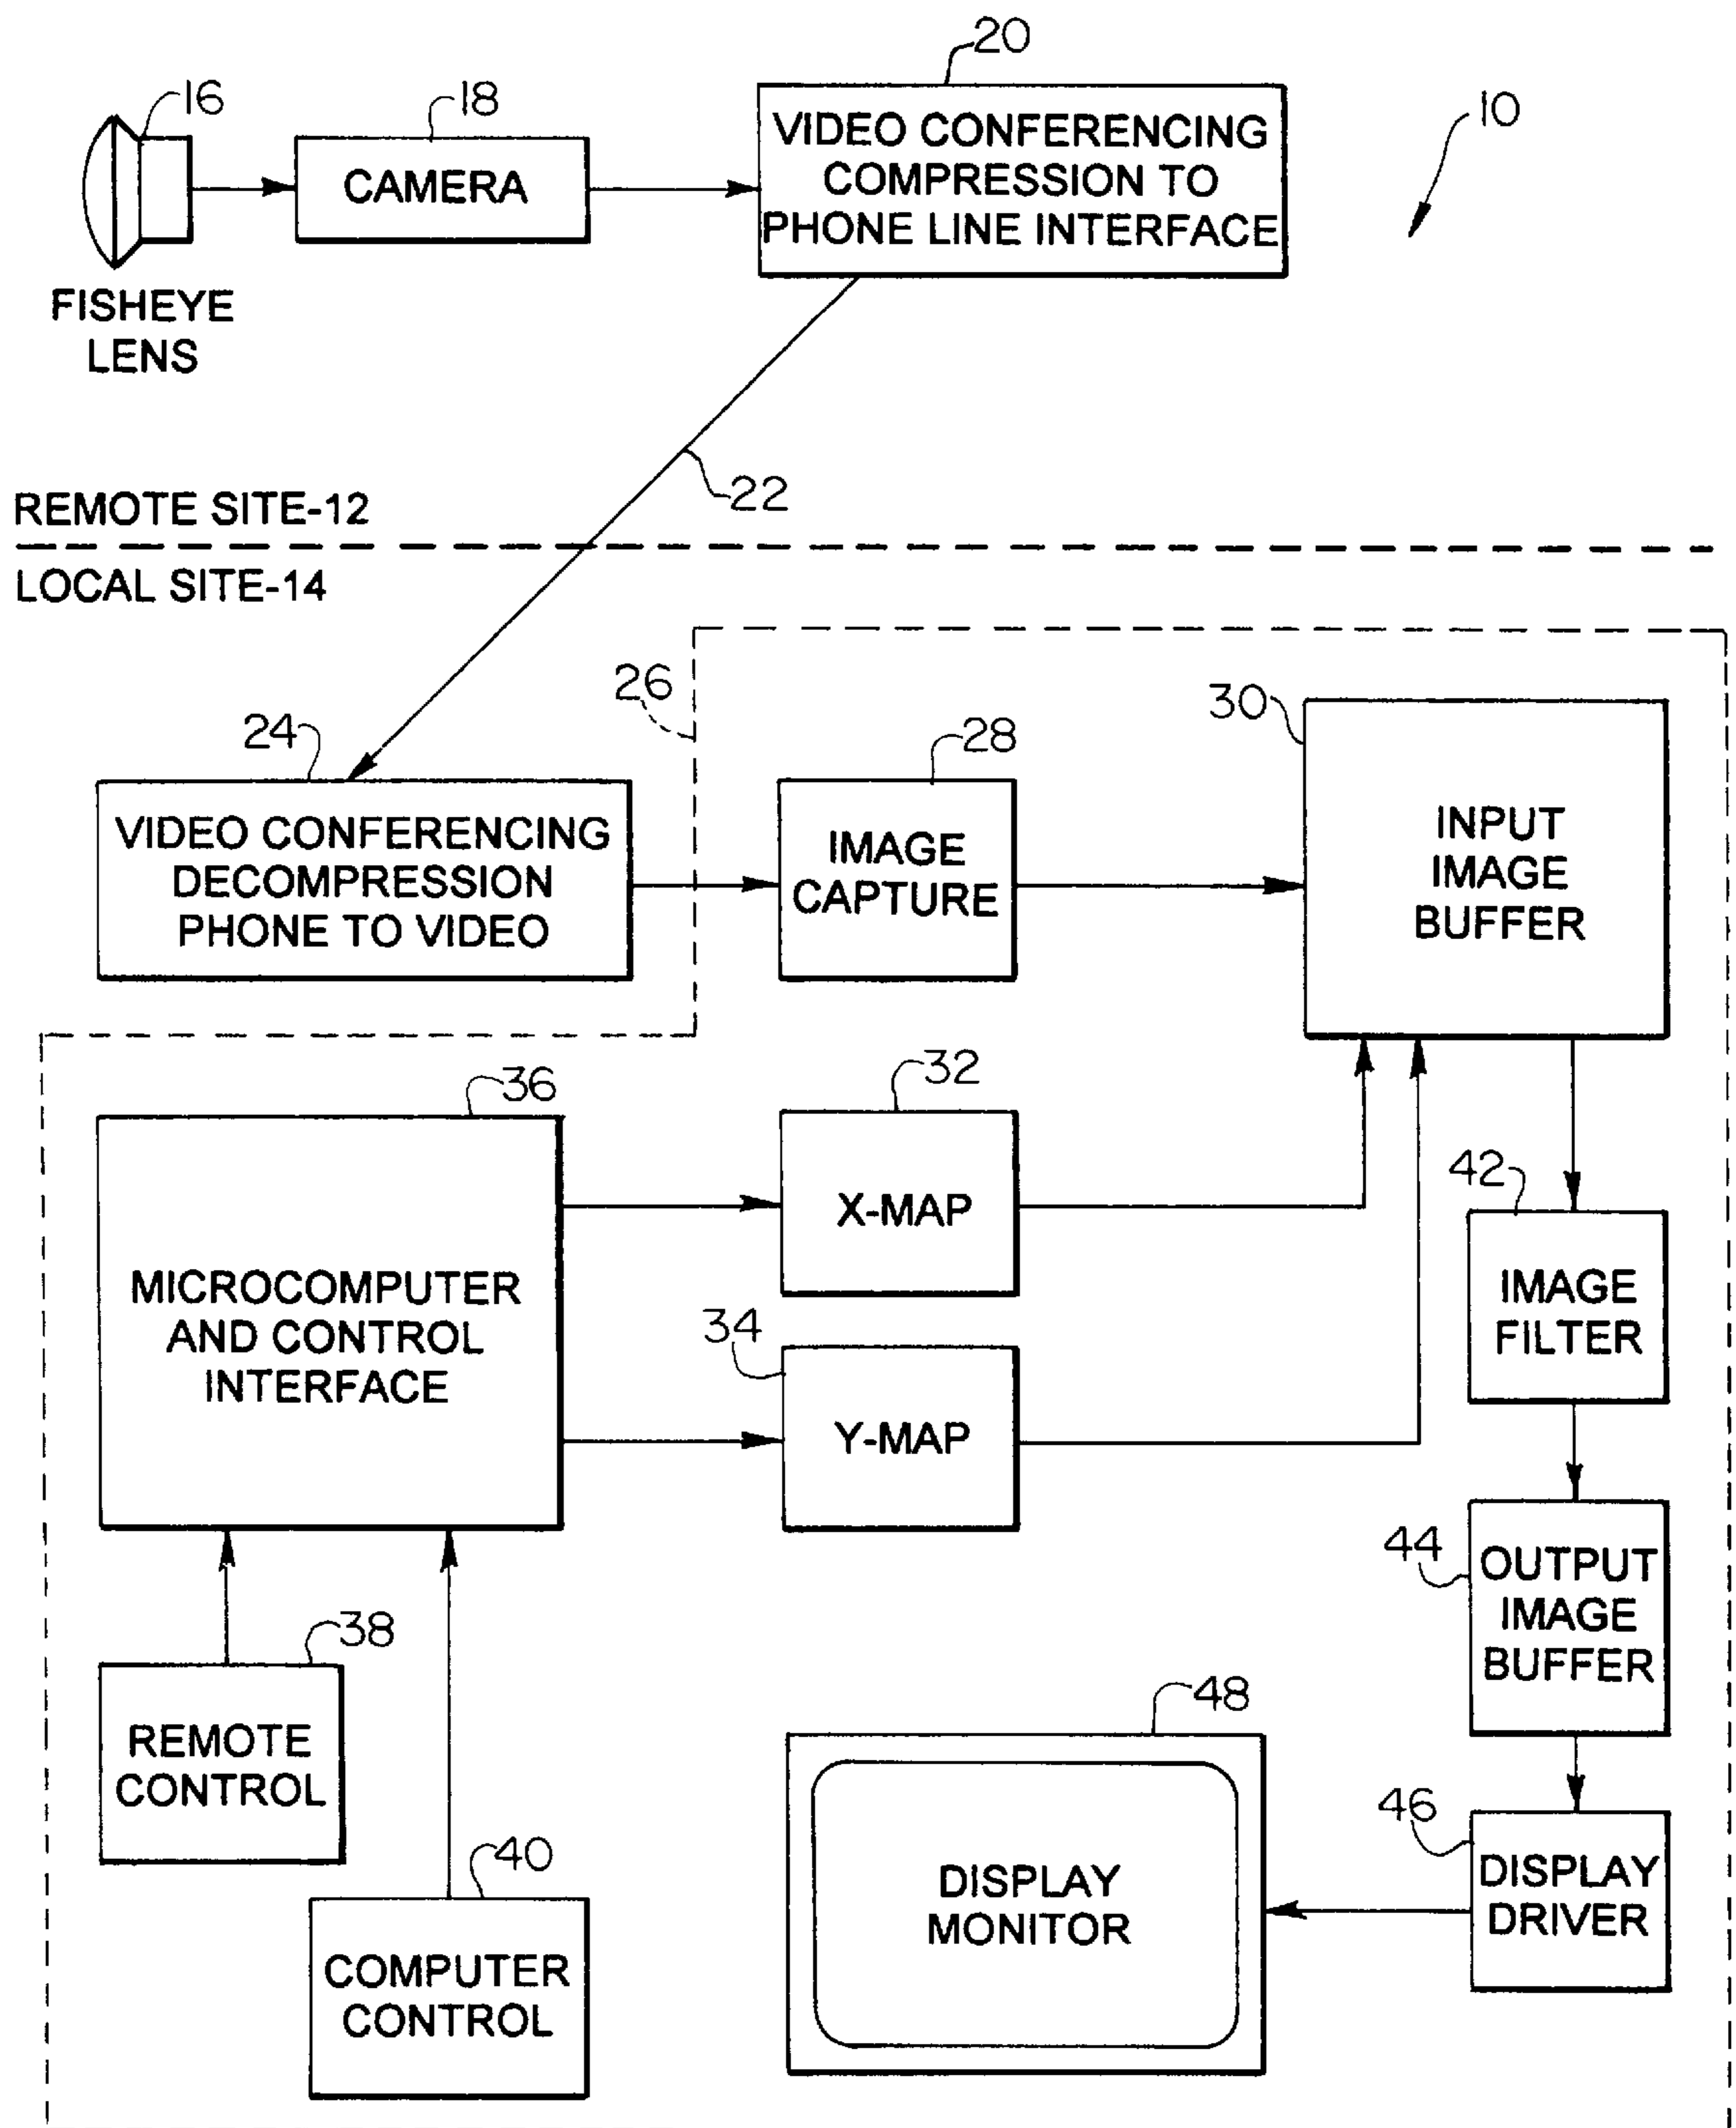 20
16
18
10
VIDEO CONFERENCING
COMPRESSION TO
PHONE LINE INTERFACE
CAMERA
FISHEYE
LENS
22
REMOTE SITE-12
LOCAL SITE-14
26
30
24
28
VIDEO CONFERENCING
DECOMPRESSION
PHONE TO VIDEO
IMAGE
CAPTURE
INPUT
IMAGE
BUFFER
36
32
42
MICROCOMPUTER
AND CONTROL
INTERFACE
X-MAP
34
Y-MAP
IMAGE
FILTER
44
OUTPUT
IMAGE
BUFFER
38
REMOTE
CONTROL
48
46
40
COMPUTER
CONTROL
DISPLAY
MONITOR
DISPLAY
DRIVER